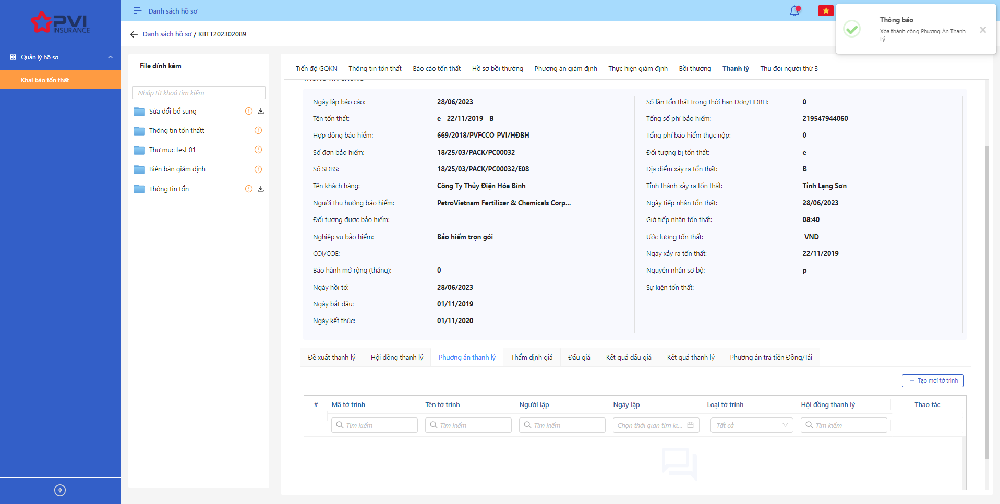 PVI
INSURANCE
Quản lý hồ sơ
Khai báo tổn thất
Danh sách hồ sơ
Thông báo
Xóa thành công Phương Án Thanh
Lý
Danh sách hồ sơ / KBTT202302089
File đính kèm
Nhập từ khoá tìm kiếm
Sửa đổi bổ sung
Thông tin tổn thấtt
Thư mục test 01
Biên bản giám định
Thông tin tổn
Tiến độ GQKN Thông tin tổn thất Báo cáo tổn thất Hồ sơ bồi thường Phương án giám định Thực hiện giám định Bồi thường Thanh lý Thu đòi người thứ 3
Ngày lập báo cáo: 28/06/2023
Tên tổn thất: e - 22/11/2019 - B
Hợp đồng bảo hiểm: 669/2018/PVFCCO-PVI/HĐBH
Số đơn bảo hiểm: 18/25/03/PACK/PC00032
Số SĐBS: 18/25/03/PACK/PC00032/E08
Tên khách hàng: Công Ty Thủy Điện Hòa Bình
Người thụ hưởng bảo hiểm: PetroVietnam Fertilizer & Chemicals Corp...
Đối tượng được bảo hiểm:
Nghiệp vụ bảo hiểm: Bảo hiểm trọn gói
COI/COE:
Bảo hành mở rộng (tháng): 0
Ngày hồi tố: 28/06/2023
Ngày bắt đầu: 01/11/2019
Ngày kết thúc: 01/11/2020
Số lần tổn thất trong thời hạn Đơn/HĐBH: 0
Tổng số phí bảo hiểm: 219547944060
Tổng phí bảo hiểm thực nộp: 0
Đối tượng bị tổn thất: e
Địa điểm xảy ra tổn thất: B
Tỉnh thành xảy ra tổn thất: Tỉnh Lạng Sơn
Ngày tiếp nhận tổn thất: 28/06/2023
Giờ tiếp nhận tổn thất: 08:40
Ước lượng tổn thất: VND
Ngày xảy ra tổn thất: 22/11/2019
Nguyên nhân sơ bộ: p
Sự kiện tổn thất:
Đề xuất thanh lý Hội đồng thanh lý Phương án thanh lý Thẩm định giá Đấu giá Kết quả đấu giá Kết quả thanh lý Phương án trả tiền Đồng/Tái
+ Tạo mới tờ trình
# Mã tờ trình Tên tờ trình Người lập Ngày lập Loại tờ trình Hội đồng thanh lý Thao tác
Tìm kiếm Tìm kiếm Tìm kiếm Chọn thời gian tìm ki... Tất cả Tìm kiếm